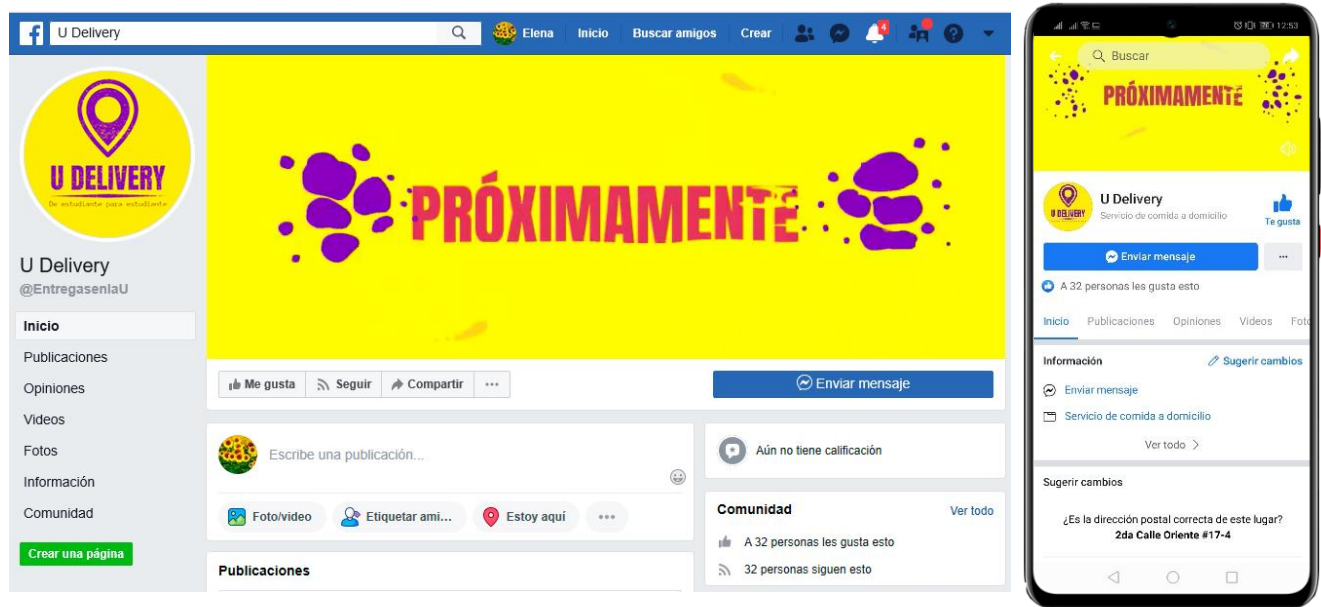 U Delivery
Elena Inicio Buscar amigos Crear 4
U DELIVERY
De estudiante para estudiante
U Delivery
@EntregasenlaU
Inicio
Publicaciones
Opiniones
Videos
Fotos
Información
Comunidad
Crear una página
PRÓXIMAMENTE
Me gusta Seguir Compartir ...
Enviar mensaje
Escribe una publicación...
Foto/video Etiquetar ami... Estoy aquí ...
Publicaciones
Aún no tiene calificación
Comunidad Ver todo
A 32 personas les gusta esto
32 personas siguen esto
12:53
Buscar
PRÓXIMAMENTE
U DELIVERY
U Delivery
Servicio de comida a domicilio
Te gusta
Enviar mensaje ...
A 32 personas les gusta esto
Inicio Publicaciones Opiniones Videos Foto
Información Sugerir cambios
Enviar mensaje
Servicio de comida a domicilio
Ver todo >
Sugerir cambios
¿Es la dirección postal correcta de este lugar?
2da Calle Oriente #17-4